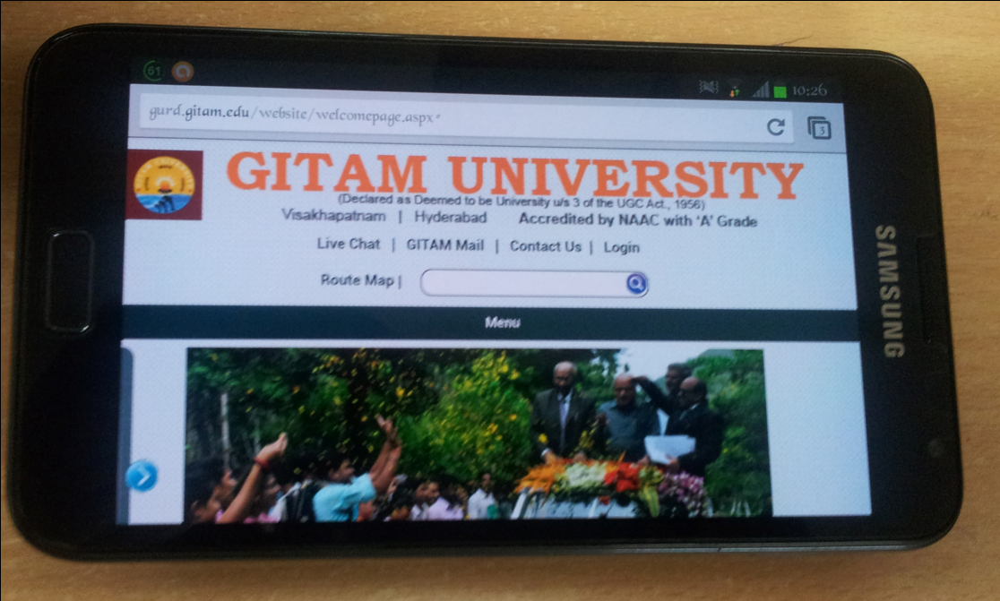 61
10:26
gurd.gitam.edu/website/welcomepage.aspx#
3
GITAM UNIVERSITY
(Declared as Deemed to be University u/s 3 of the UGC Act., 1956)
Visakhapatnam | Hyderabad Accredited by NAAC with 'A' Grade
Live Chat | GITAM Mail | Contact Us | Login
Route Map |
Menu
SAMSUNG